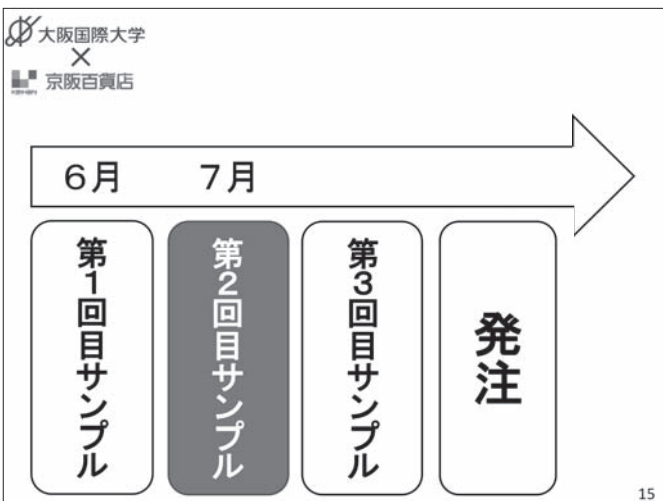 大阪国際大学
×
KEIHAN 京阪百貨店
6月 7月
第1回目サンプル
第2回目サンプル
第3回目サンプル
発注
15